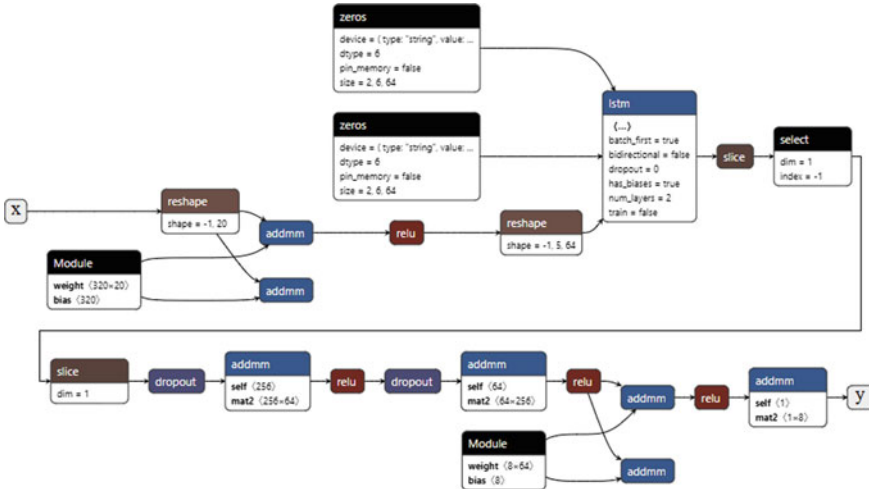 zeros
device = ( type: "string", value: ...
dtype = 6
pin_memory = false
size = 2, 6, 64
zeros
device = ( type: "string", value: ...
dtype = 6
pin_memory = false
size = 2, 6, 64
lstm
(...)
batch_first = true
bidirectional = false
dropout = 0
has_biases = true
num_layers = 2
train = false
slice
select
dim = 1
index = -1
x
reshape
shape = -1, 20
addmm
relu
reshape
shape = -1, 5, 64
Module
weight ⟨320×20⟩
bias ⟨320⟩
addmm
slice
dim = 1
dropout
addmm
self ⟨256⟩
mat2 ⟨256×64⟩
relu
dropout
addmm
self ⟨64⟩
mat2 ⟨64×256⟩
relu
addmm
relu
addmm
self ⟨1⟩
mat2 ⟨1×8⟩
y
Module
weight ⟨8×64⟩
bias ⟨8⟩
addmm